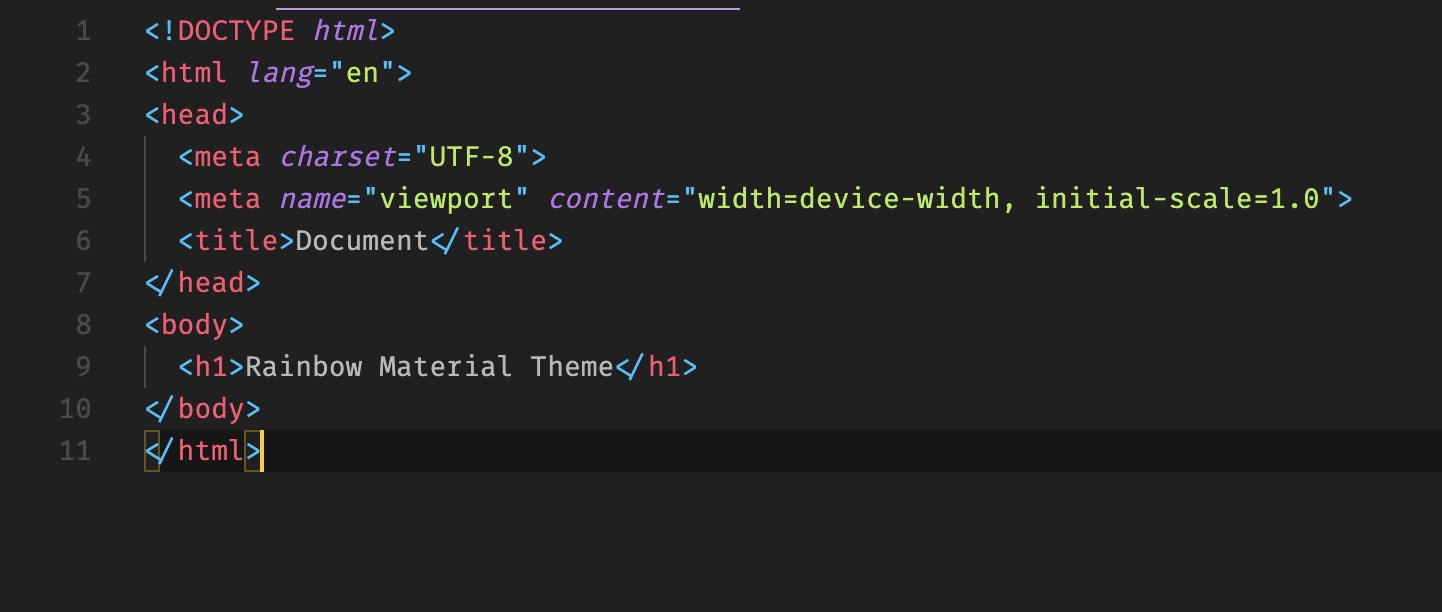 1 <!DOCTYPE html>
2 <html lang="en">
3 <head>
4   <meta charset="UTF-8">
5   <meta name="viewport" content="width=device-width, initial-scale=1.0">
6   <title>Document</title>
7 </head>
8 <body>
9   <h1>Rainbow Material Theme</h1>
10 </body>
11 </html>